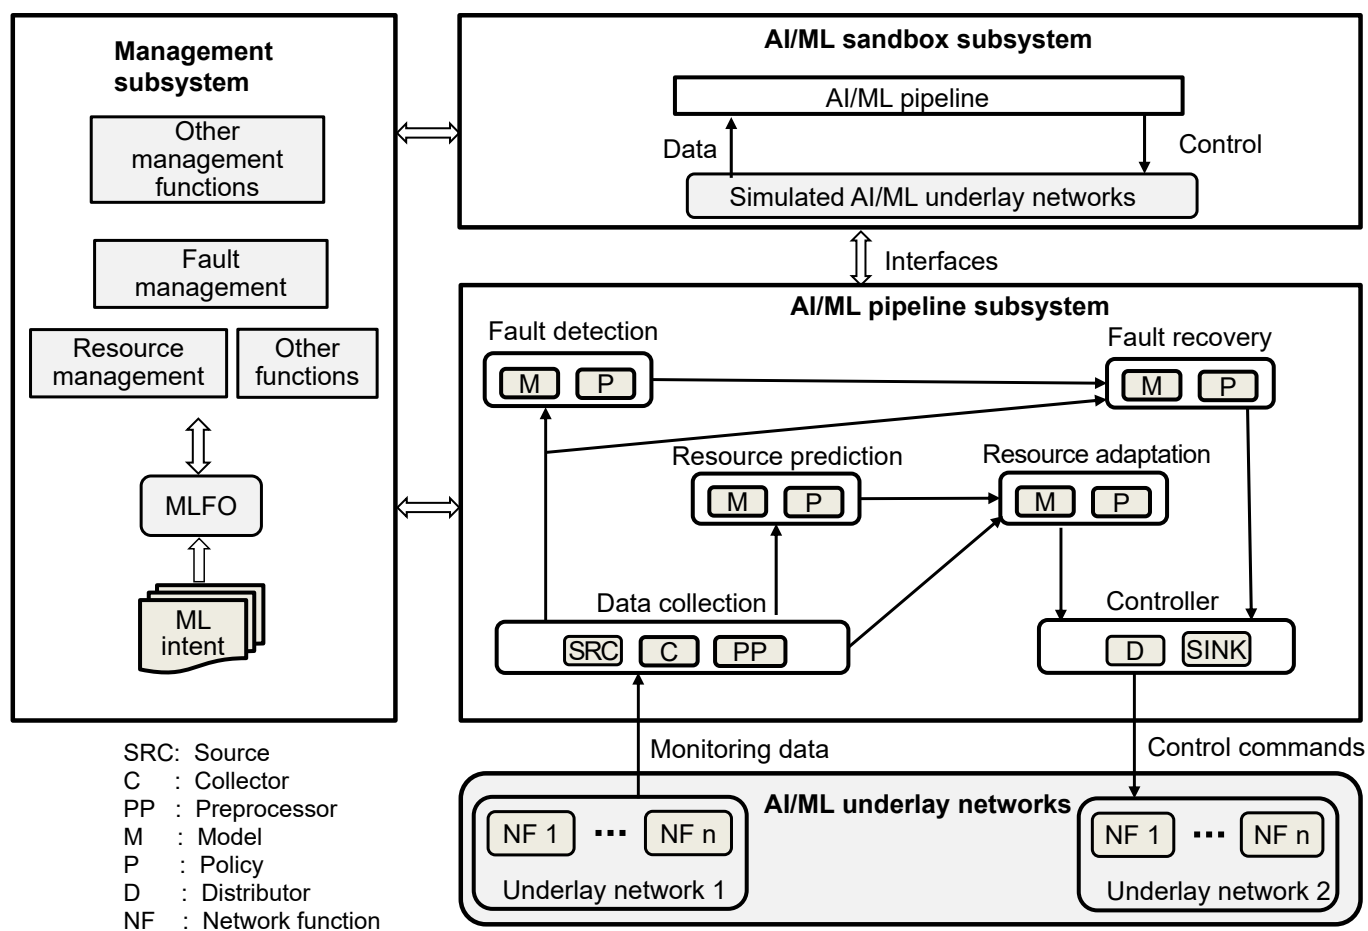 Management
subsystem
Other
management
functions
Fault
management
Resource
management
Other
functions
MLFO
ML
intent
AI/ML sandbox subsystem
AI/ML pipeline
Data
Control
Simulated AI/ML underlay networks
Interfaces
AI/ML pipeline subsystem
Fault detection
M P
Fault recovery
M P
Resource prediction
M P
Resource adaptation
M P
Data collection
SRC C PP
Controller
D SINK
Monitoring data
Control commands
AI/ML underlay networks
NF 1 ... NF n
Underlay network 1
NF 1 ... NF n
Underlay network 2
SRC: Source
C : Collector
PP : Preprocessor
M : Model
P : Policy
D : Distributor
NF : Network function